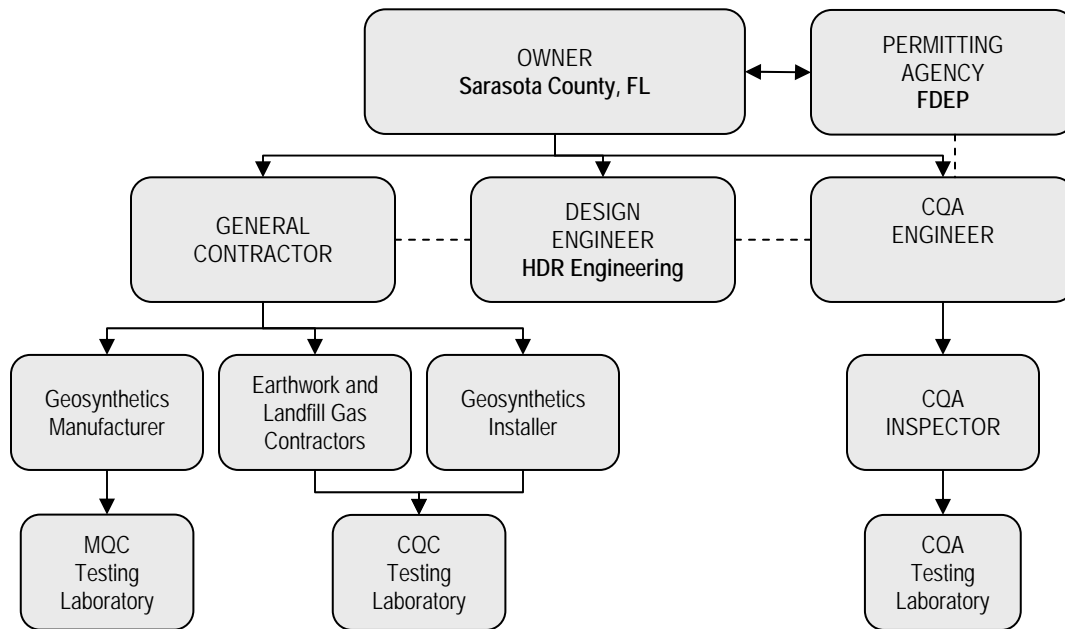 OWNER
Sarasota County, FL
PERMITTING
AGENCY
FDEP
GENERAL
CONTRACTOR
DESIGN
ENGINEER
HDR Engineering
CQA
ENGINEER
Geosynthetics
Manufacturer
Earthwork and
Landfill Gas
Contractors
Geosynthetics
Installer
CQA
INSPECTOR
MQC
Testing
Laboratory
CQC
Testing
Laboratory
CQA
Testing
Laboratory